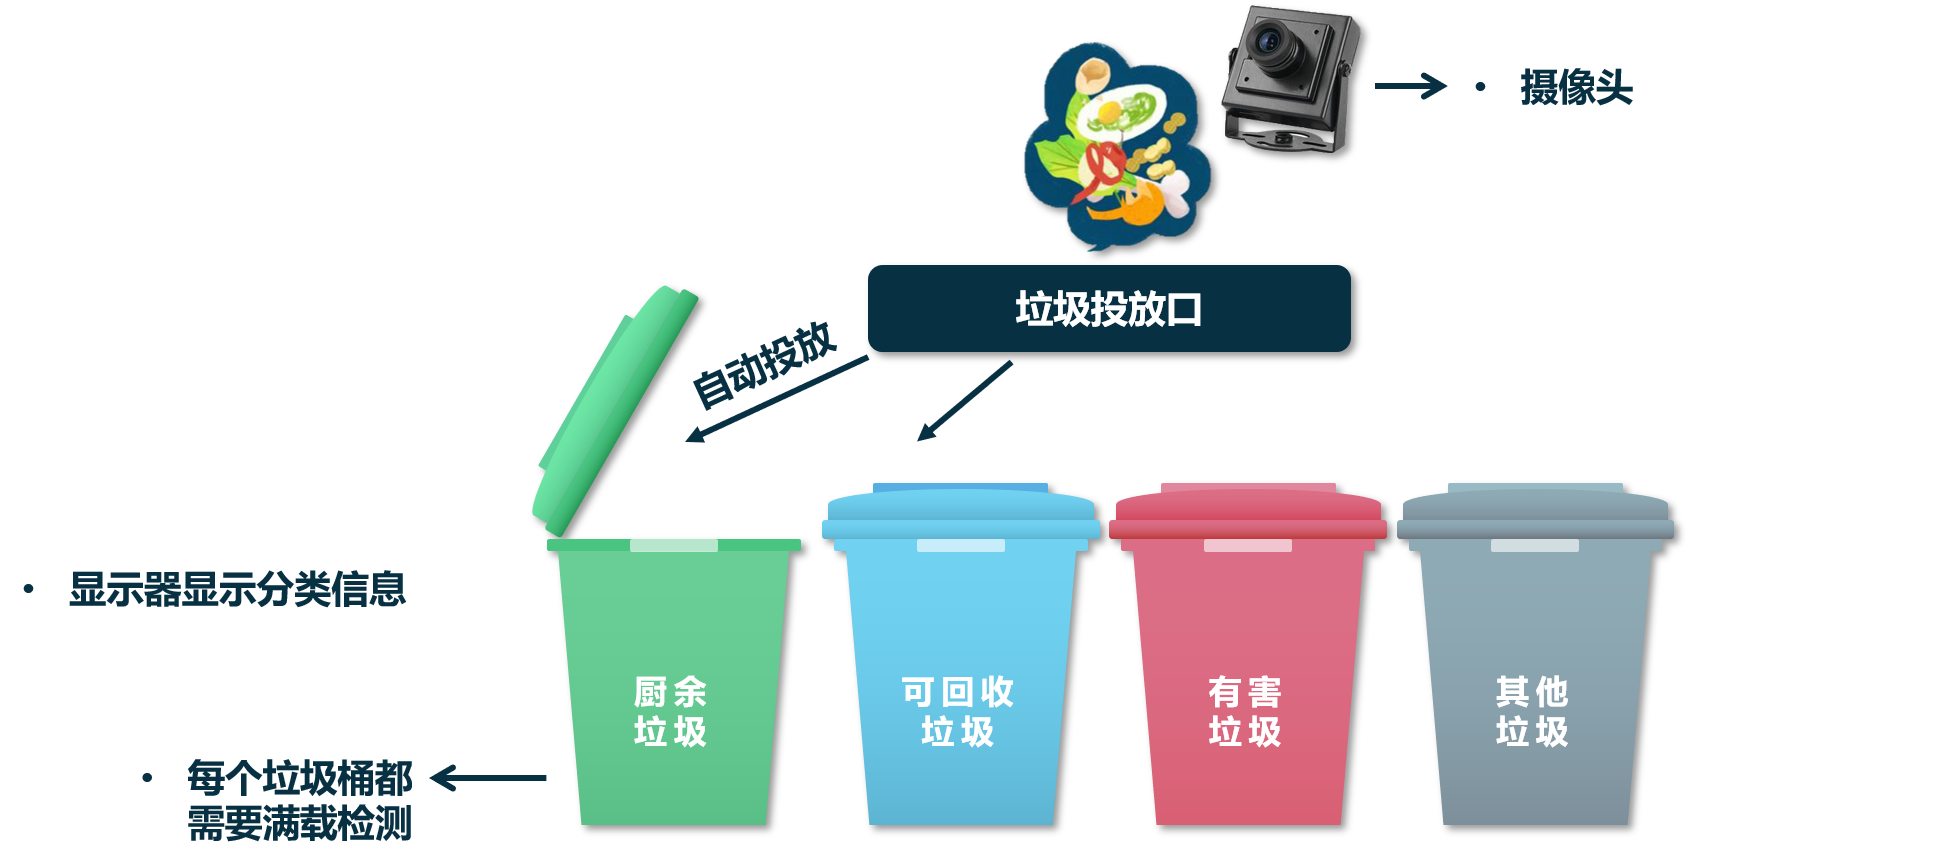 • 摄像头
垃圾投放口
自动投放
• 显示器显示分类信息
厨余
垃圾
可回收
垃圾
有害
垃圾
其他
垃圾
• 每个垃圾桶都
需要满载检测